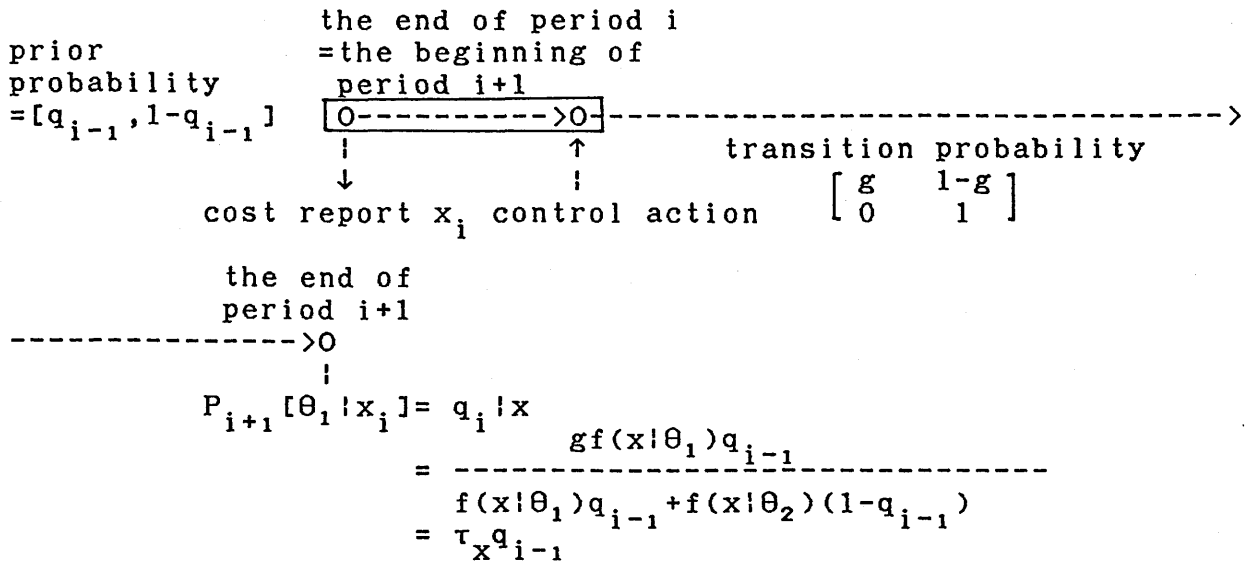 the end of period i
prior =the beginning of
probability period i+1
=[q_{i-1},1-q_{i-1}] O---------->O---------------------------------->
transition probability
[ g 1-g ]
[ 0 1 ]
cost report x_i control action
the end of
period i+1
---------------->O
P_{i+1}[θ_1¦x_i]= q_i¦x
gf(x¦θ_1)q_{i-1}
= --------------------------------
f(x¦θ_1)q_{i-1}+f(x¦θ_2)(1-q_{i-1})
= τ_x q_{i-1}